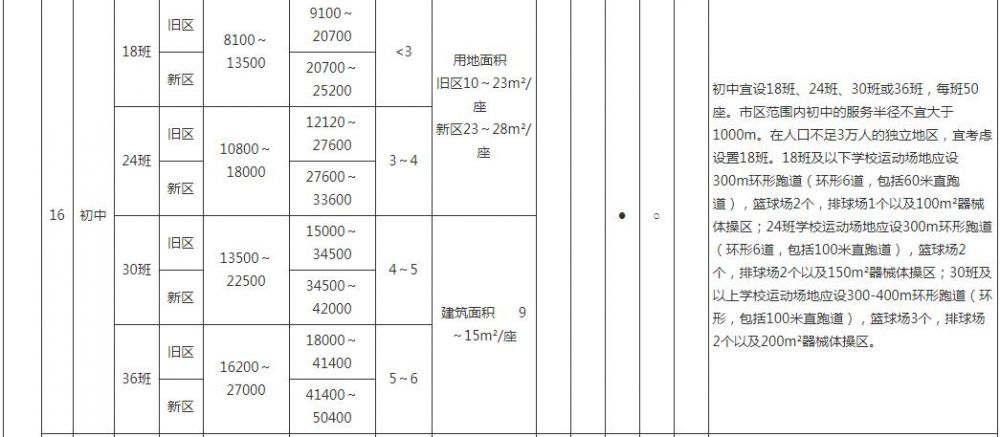 16
初中
18班
旧区
新区
8100～
13500
9100～
20700
20700～
25200
<3
24班
旧区
新区
10800～
18000
12120～
27600
27600～
33600
3～4
30班
旧区
新区
13500～
22500
15000～
34500
34500～
42000
4～5
36班
旧区
新区
16200～
27000
18000～
41400
41400～
50400
5～6
用地面积
旧区10～23m²/
座
新区23～28m²/
座
建筑面积 9
～15m²/座
●
○
初中宜设18班、24班、30班或36班，每班50
座。市区范围内初中的服务半径不宜大于
1000m。在人口不足3万人的独立地区，宜考虑
设置18班。18班及以下学校运动场地应设
300m环形跑道（环形6道，包括60米直跑
道），篮球场2个，排球场1个以及100m²器械
体操区；24班学校运动场地应设300m环形跑道
（环形6道，包括100米直跑道），篮球场2
个，排球场2个以及150m²器械体操区；30班及
以上学校运动场地应设300-400m环形跑道（环
形，包括100米直跑道），篮球场3个，排球场
2个以及200m²器械体操区。